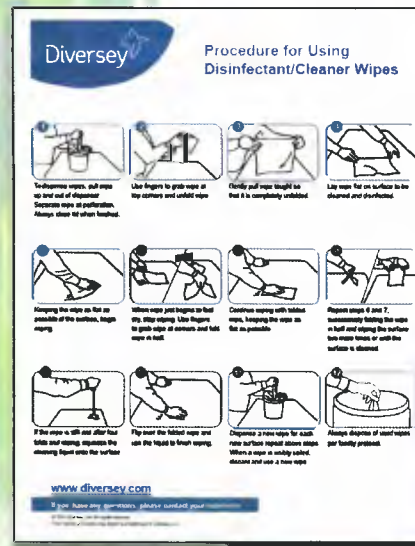 Diversey
Procedure for Using
Disinfectant/Cleaner Wipes
To dispense wipes, pull wipe
up and out of dispenser
Separate wipe at perforation.
Always close lid when finished.
Use fingers to grab wipe at
top corners and unfold wipe
Firmly pull wipe taught so
that it is completely unfolded.
Lay wipe flat on surface to be
cleaned and disinfected.
Keeping the wipe as flat as
possible of the surface, begin
wiping.
When wipe just begins to feel
dry, stop wiping. Use fingers
to grab wipe at corners and fold
wipe in half.
Continue wiping with folded
wipes, keeping the wipe as
flat as possible
Repeat steps 6 and 7,
successively folding the wipe
in half and wiping the surface
two more times or until the
surface is cleaned
If the wipe is still wet after four
folds and wiping, squeeze the
remaining liquid onto the surface
Flip over the folded wipe and
use the liquid to finish wiping.
Dispense a new wipe for each
new surface repeat above steps
When a wipe is visibly soiled,
discard and use a new wipe
Always dispose of used wipes
per facility protocol.
www.diversey.com
If you have any questions, please contact your